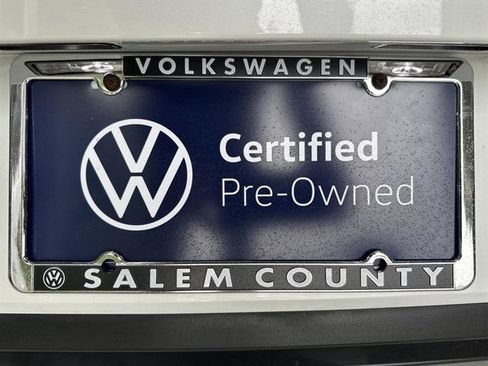 VOLKSWAGEN
Certified
Pre-Owned
SALEM COUNTY